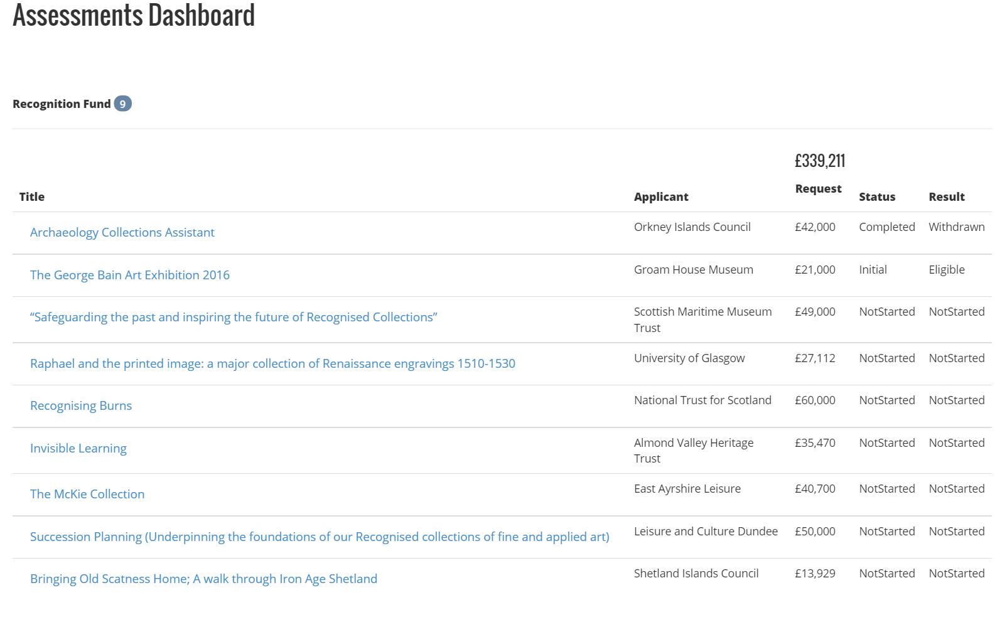 Assessments Dashboard
Recognition Fund 9
£339,211
Title Applicant Request Status Result
Archaeology Collections Assistant Orkney Islands Council £42,000 Completed Withdrawn
The George Bain Art Exhibition 2016 Groam House Museum £21,000 Initial Eligible
“Safeguarding the past and inspiring the future of Recognised Collections” Scottish Maritime Museum £49,000 NotStarted NotStarted
Trust
Raphael and the printed image: a major collection of Renaissance engravings 1510-1530 University of Glasgow £27,112 NotStarted NotStarted
Recognising Burns National Trust for Scotland £60,000 NotStarted NotStarted
Invisible Learning Almond Valley Heritage £35,470 NotStarted NotStarted
Trust
The McKie Collection East Ayrshire Leisure £40,700 NotStarted NotStarted
Succession Planning (Underpinning the foundations of our Recognised collections of fine and applied art) Leisure and Culture Dundee £50,000 NotStarted NotStarted
Bringing Old Scatness Home; A walk through Iron Age Shetland Shetland Islands Council £13,929 NotStarted NotStarted